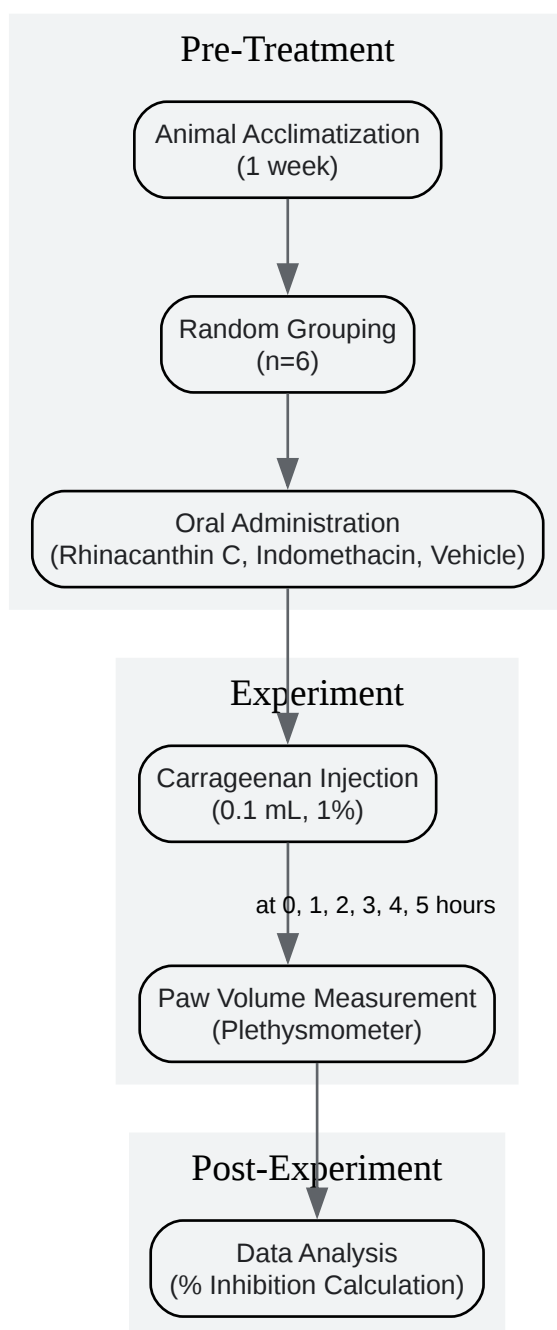 Pre-Treatment
Animal Acclimatization
(1 week)
Random Grouping
(n=6)
Oral Administration
(Rhinacanthin C, Indomethacin, Vehicle)
Experiment
Carrageenan Injection
(0.1 mL, 1%)
at 0, 1, 2, 3, 4, 5 hours
Paw Volume Measurement
(Plethysmometer)
Post-Experiment
Data Analysis
(% Inhibition Calculation)